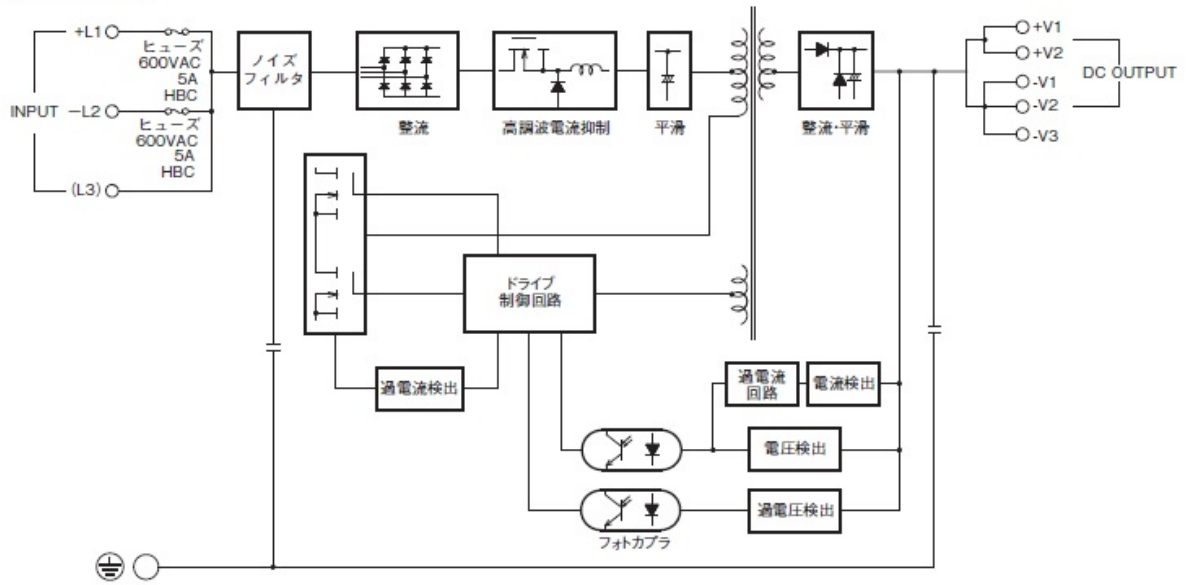 +L1
ヒューズ
600VAC
5A
HBC
INPUT
−L2
ヒューズ
600VAC
5A
HBC
(L3)
ノイズ
フィルタ
整流
高調波電流抑制
平滑
整流・平滑
+V1
+V2
-V1
-V2
-V3
DC OUTPUT
ドライブ
制御回路
過電流検出
過電流
回路
電流検出
電圧検出
過電圧検出
フォトカプラ